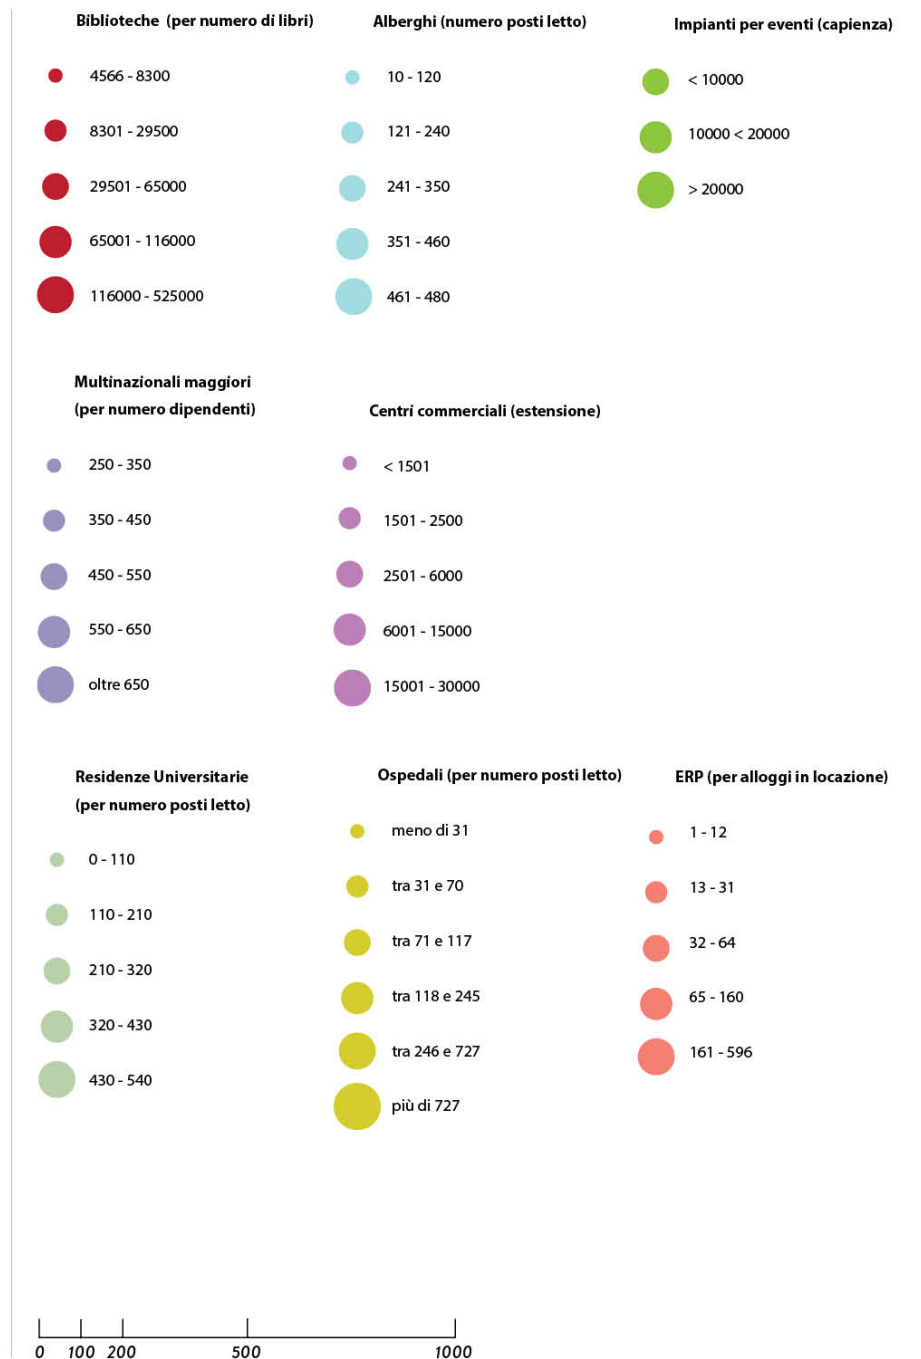 Biblioteche (per numero di libri)
4566 - 8300
8301 - 29500
29501 - 65000
65001 - 116000
116000 - 525000
Alberghi (numero posti letto)
10 - 120
121 - 240
241 - 350
351 - 460
461 - 480
Impianti per eventi (capienza)
< 10000
10000 < 20000
> 20000
Multinazionali maggiori
(per numero dipendenti)
250 - 350
350 - 450
450 - 550
550 - 650
oltre 650
Centri commerciali (estensione)
< 1501
1501 - 2500
2501 - 6000
6001 - 15000
15001 - 30000
Residenze Universitarie
(per numero posti letto)
0 - 110
110 - 210
210 - 320
320 - 430
430 - 540
Ospedali (per numero posti letto)
meno di 31
tra 31 e 70
tra 71 e 117
tra 118 e 245
tra 246 e 727
più di 727
ERP (per alloggi in locazione)
1 - 12
13 - 31
32 - 64
65 - 160
161 - 596
0 100 200 500 1000